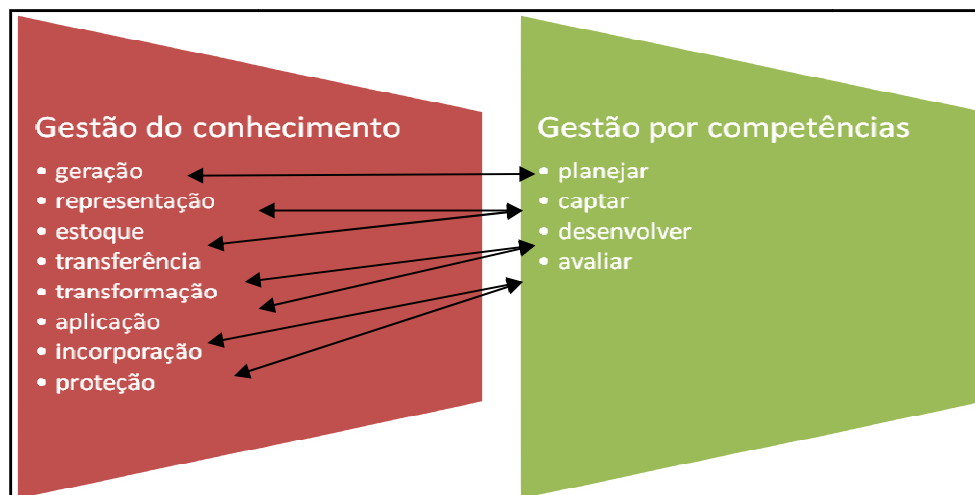 Gestão do conhecimento
• geração
• representação
• estoque
• transferência
• transformação
• aplicação
• incorporação
• proteção
Gestão por competências
• planejar
• captar
• desenvolver
• avaliar